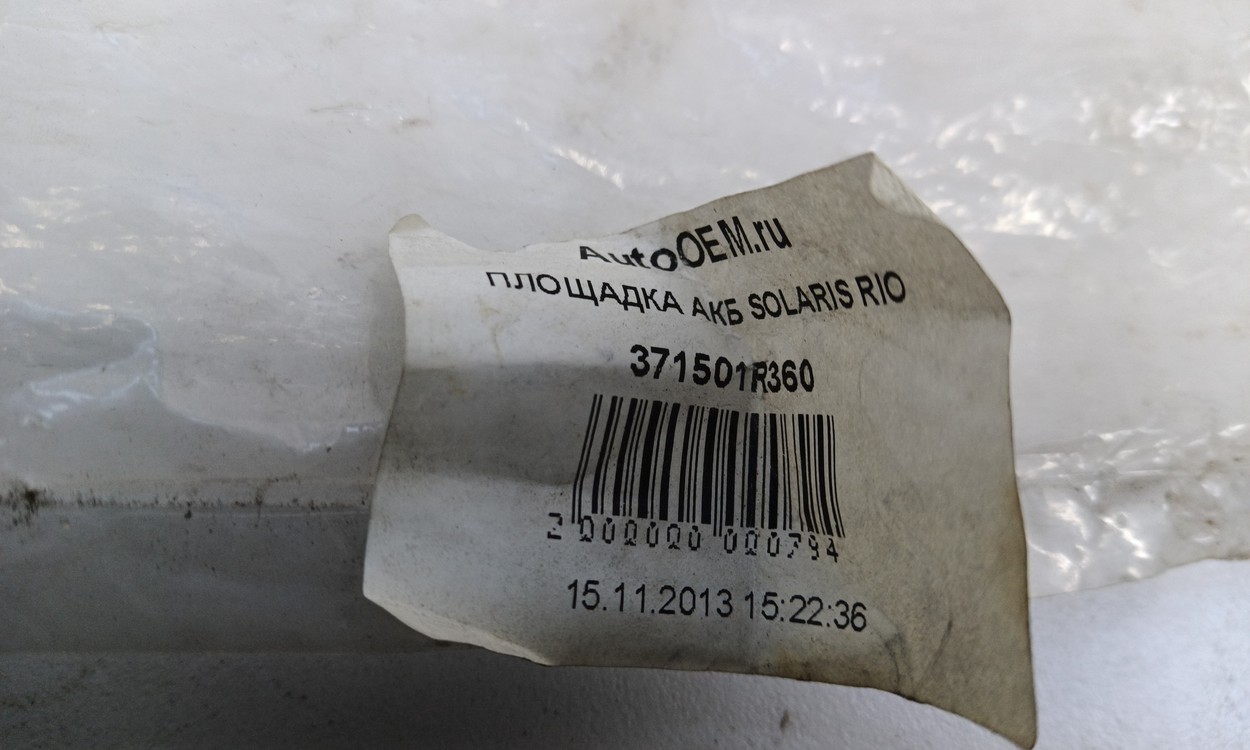 AutoOEM.ru
ПЛОЩАДКА АКБ SOLARIS RIO
371501R360
2 000000 000794
15.11.2013 15:22:36